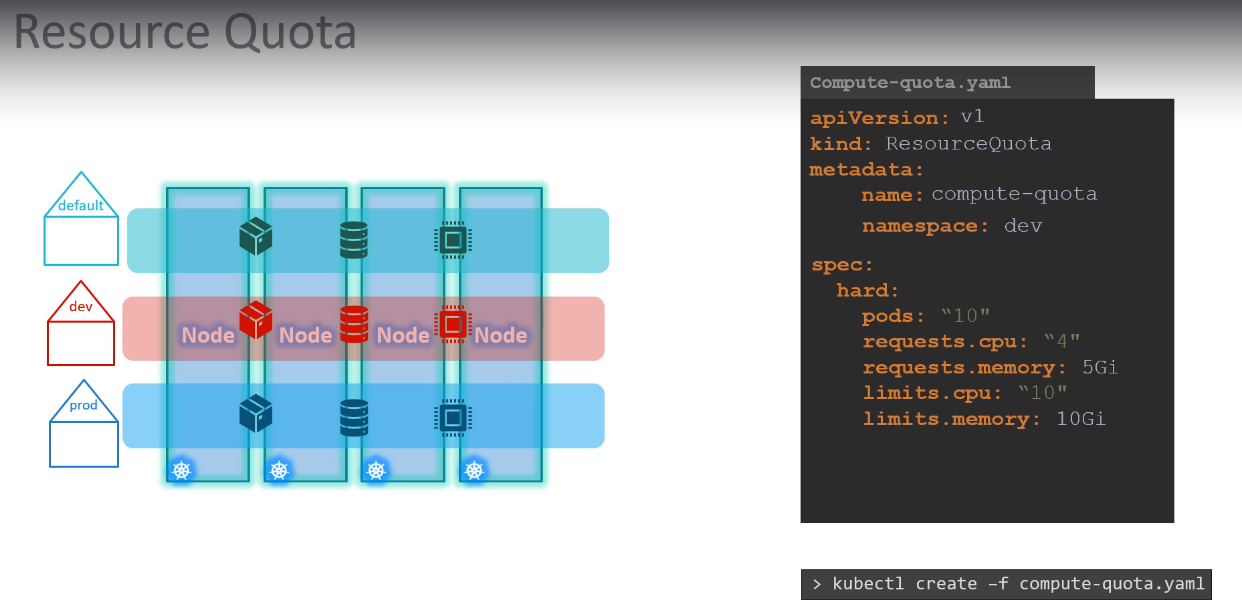 Resource Quota
default
dev
prod
Node Node Node Node
Compute-quota.yaml
apiVersion: v1
kind: ResourceQuota
metadata:
name: compute-quota
namespace: dev
spec:
hard:
pods: “10"
requests.cpu: “4"
requests.memory: 5Gi
limits.cpu: “10"
limits.memory: 10Gi
> kubectl create –f compute-quota.yaml